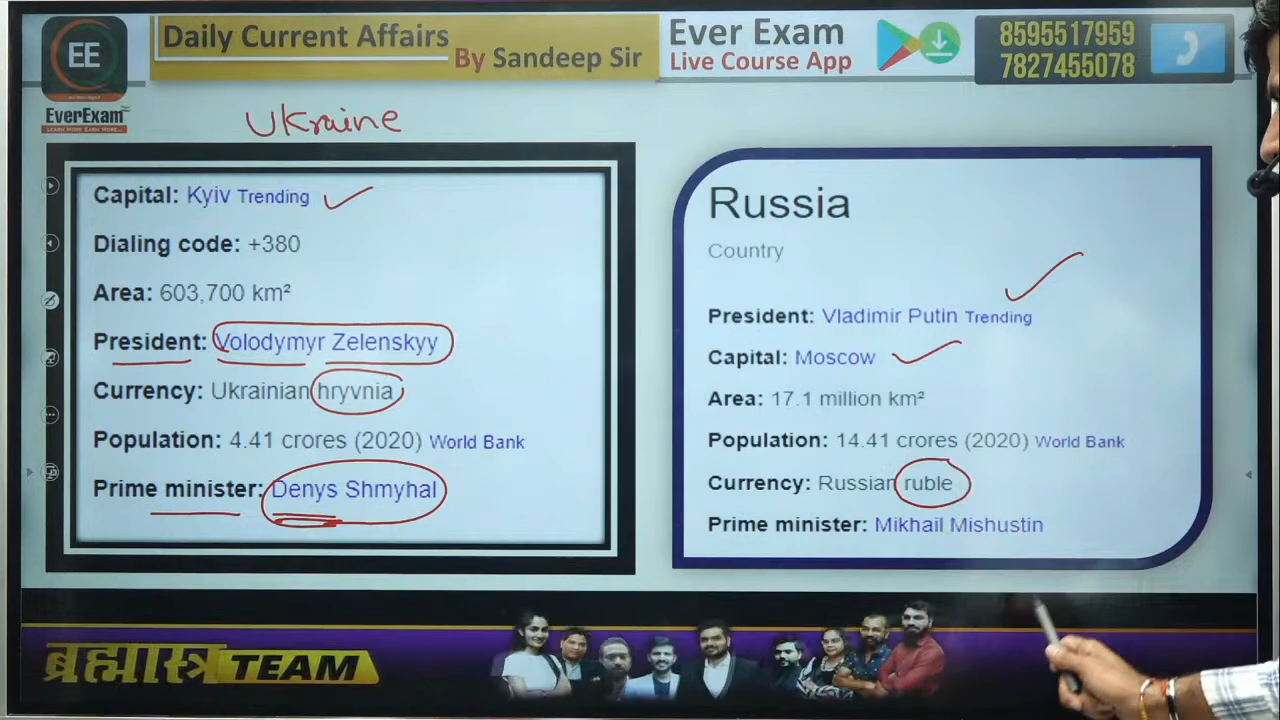 EE
EverExam
LEARN MORE EARN MORE...
Daily Current Affairs
By Sandeep Sir
Ever Exam
Live Course App
8595517959
7827455078
Ukraine
Capital: Kyiv Trending
Dialing code: +380
Area: 603,700 km²
President: Volodymyr Zelenskyy
Currency: Ukrainian hryvnia
Population: 4.41 crores (2020) World Bank
Prime minister: Denys Shmyhal
Russia
Country
President: Vladimir Putin Trending
Capital: Moscow
Area: 17.1 million km²
Population: 14.41 crores (2020) World Bank
Currency: Russian ruble
Prime minister: Mikhail Mishustin
ब्रह्मास्त्र TEAM